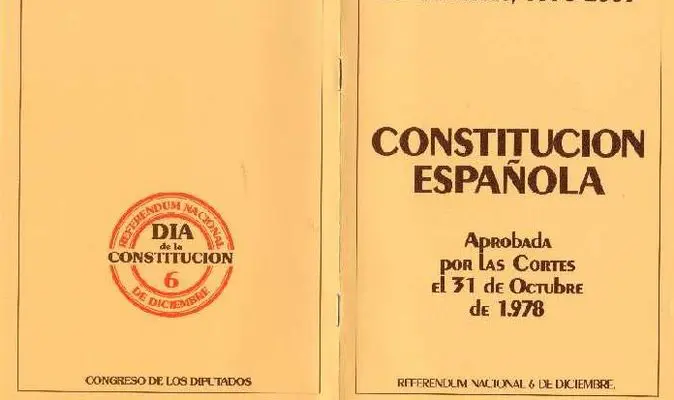 REFERENDUM NACIONAL
DIA
de la
CONSTITUCION
6
DE DICIEMBRE
CONGRESO DE LOS DIPUTADOS
CONSTITUCION
ESPAÑOLA
Aprobada
por las Cortes
el 31 de Octubre
de 1.978
REFERENDUM NACIONAL 6 DE DICIEMBRE.